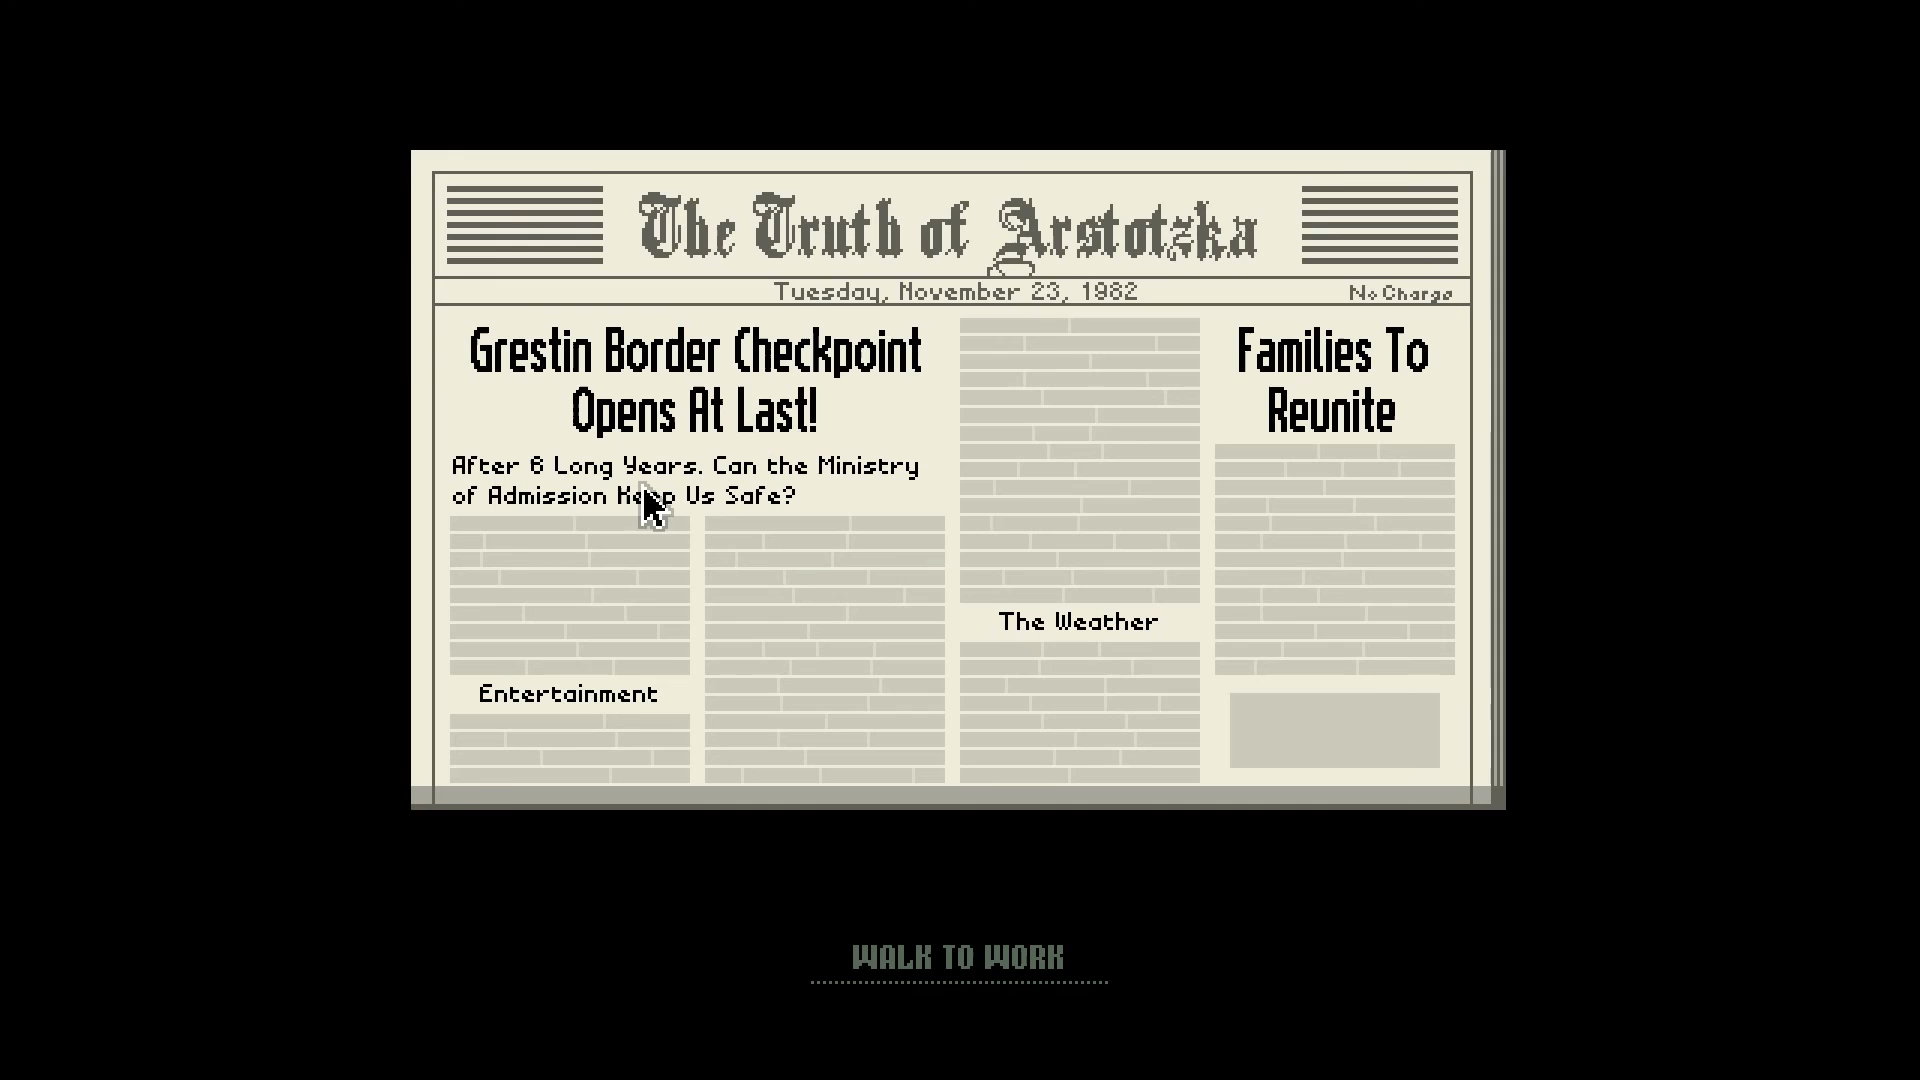 The Truth of Arstotzka
Tuesday, November 23, 1982
No Charge
Grestin Border Checkpoint
Opens At Last!
After 6 Long Years. Can the Ministry
of Admission Keep Us Safe?
Entertainment
The Weather
Families To
Reunite
WALK TO WORK